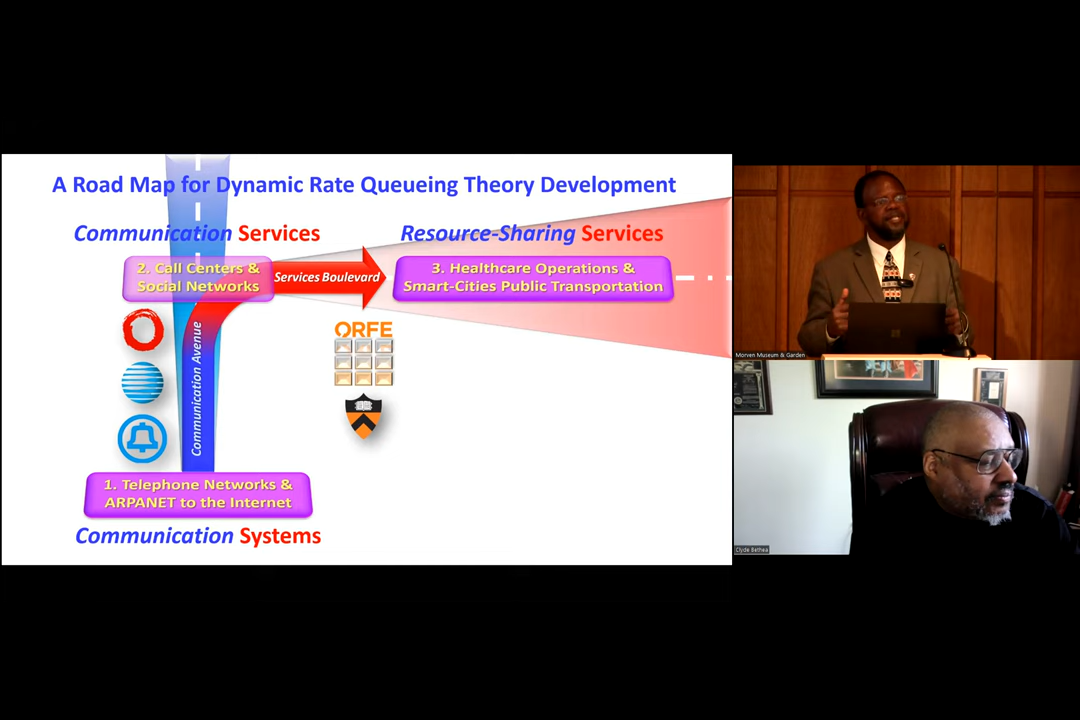 A Road Map for Dynamic Rate Queueing Theory Development
Communication Services
Resource-Sharing Services
2. Call Centers &
Social Networks
Services Boulevard
3. Healthcare Operations &
Smart-Cities Public Transportation
Communication Avenue
ORFE
1. Telephone Networks &
ARPANET to the Internet
Communication Systems
Morven Museum & Garden
Clyde Bethea